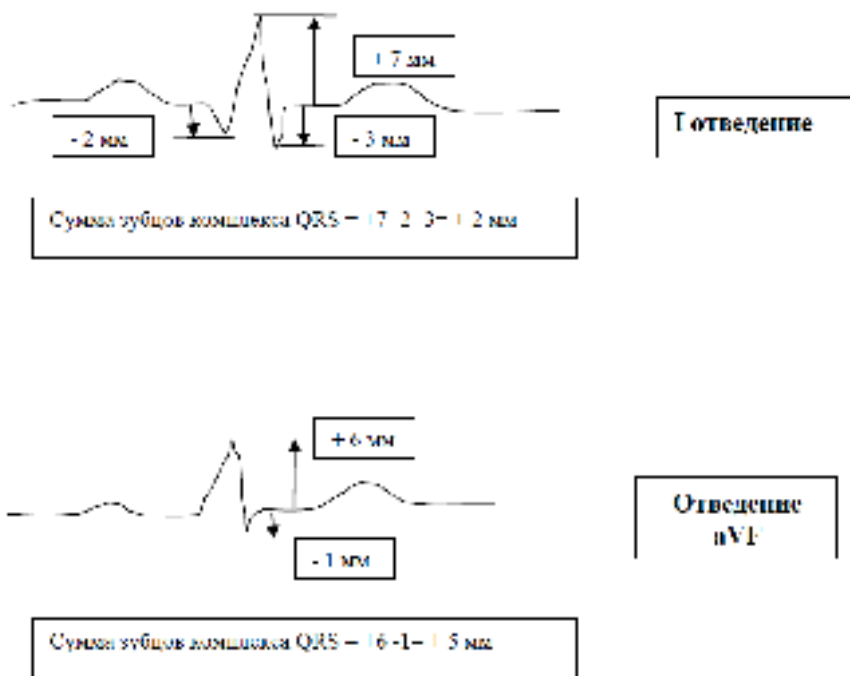 + 7 мм
- 2 мм
- 3 мм
I отведение
Сумма зубцов комплекса QRS = +7 -2 -3= + 2 мм
+ 6 мм
- 1 мм
Отведение
aVF
Сумма зубцов комплекса QRS = +6 -1= + 5 мм